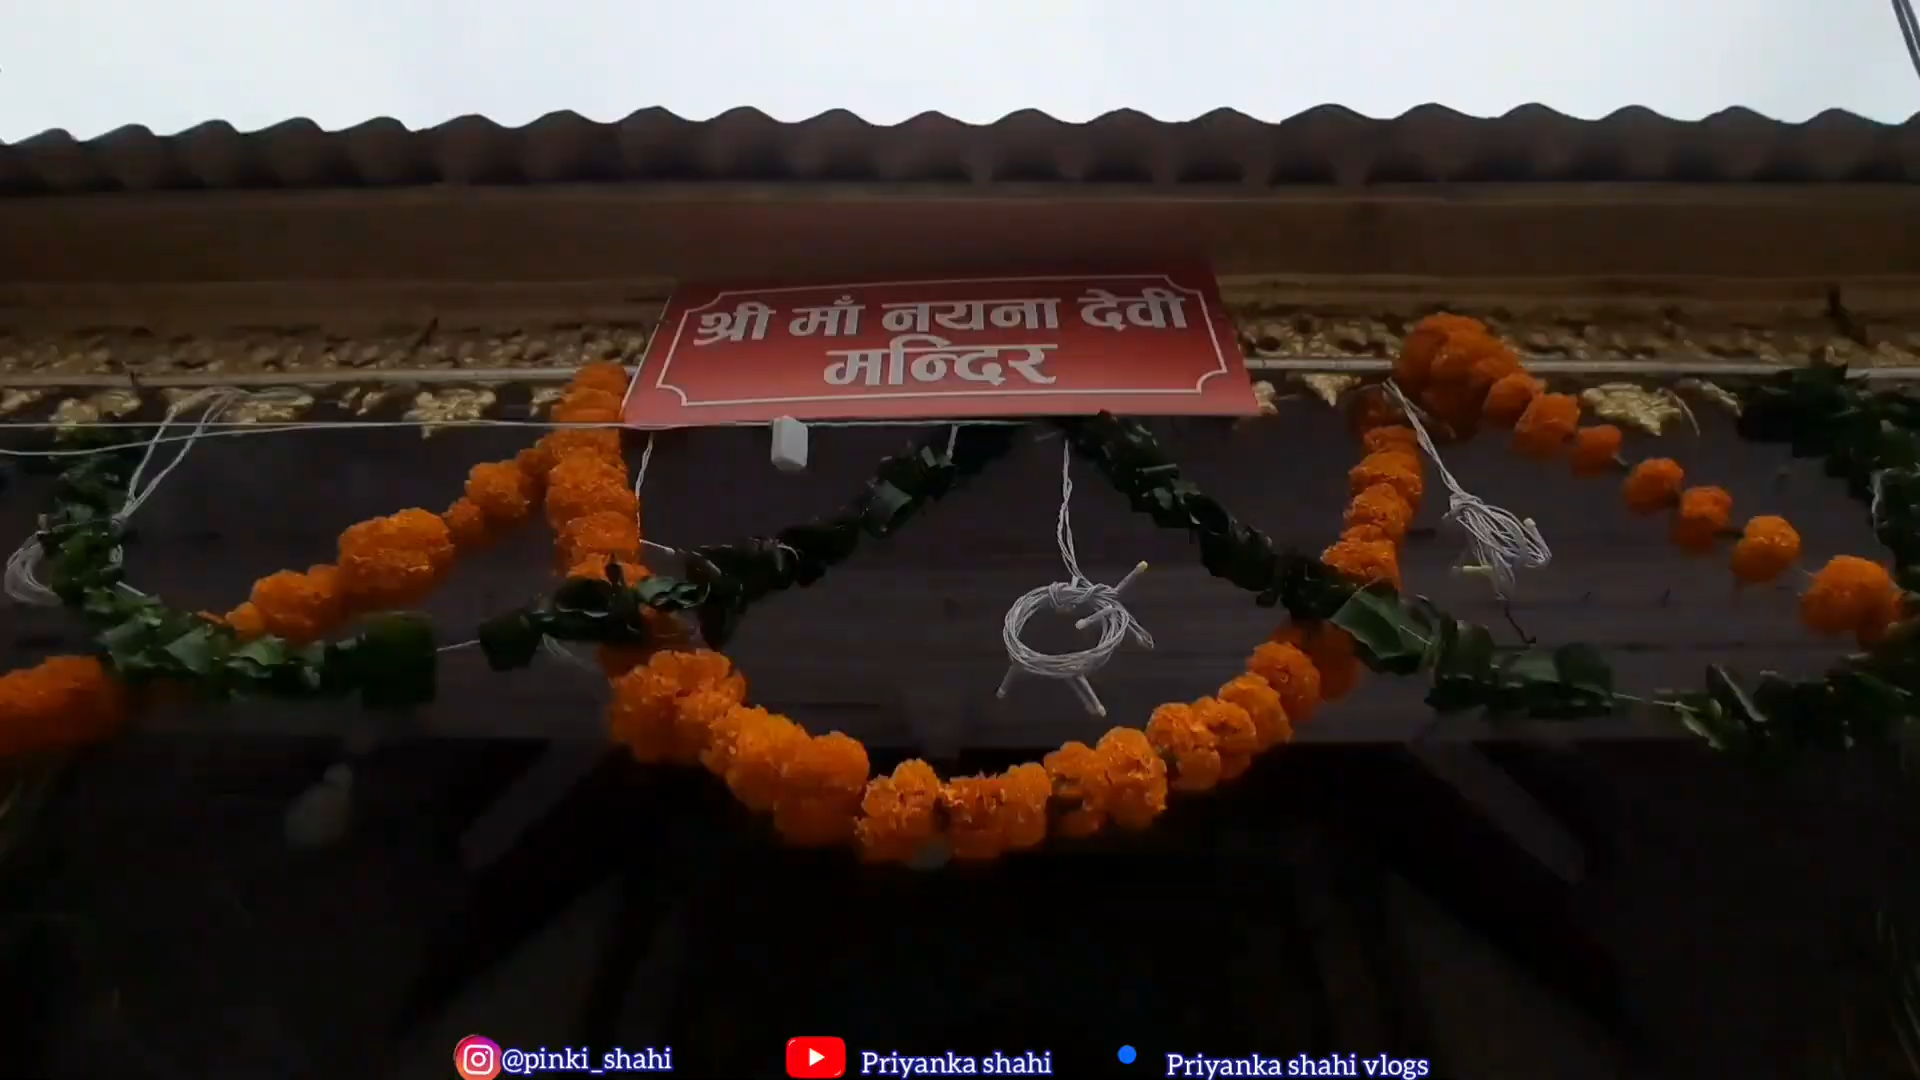 श्री माँ नयना देवी
मन्दिर
@pinki_shahi
Priyanka shahi
Priyanka shahi vlogs